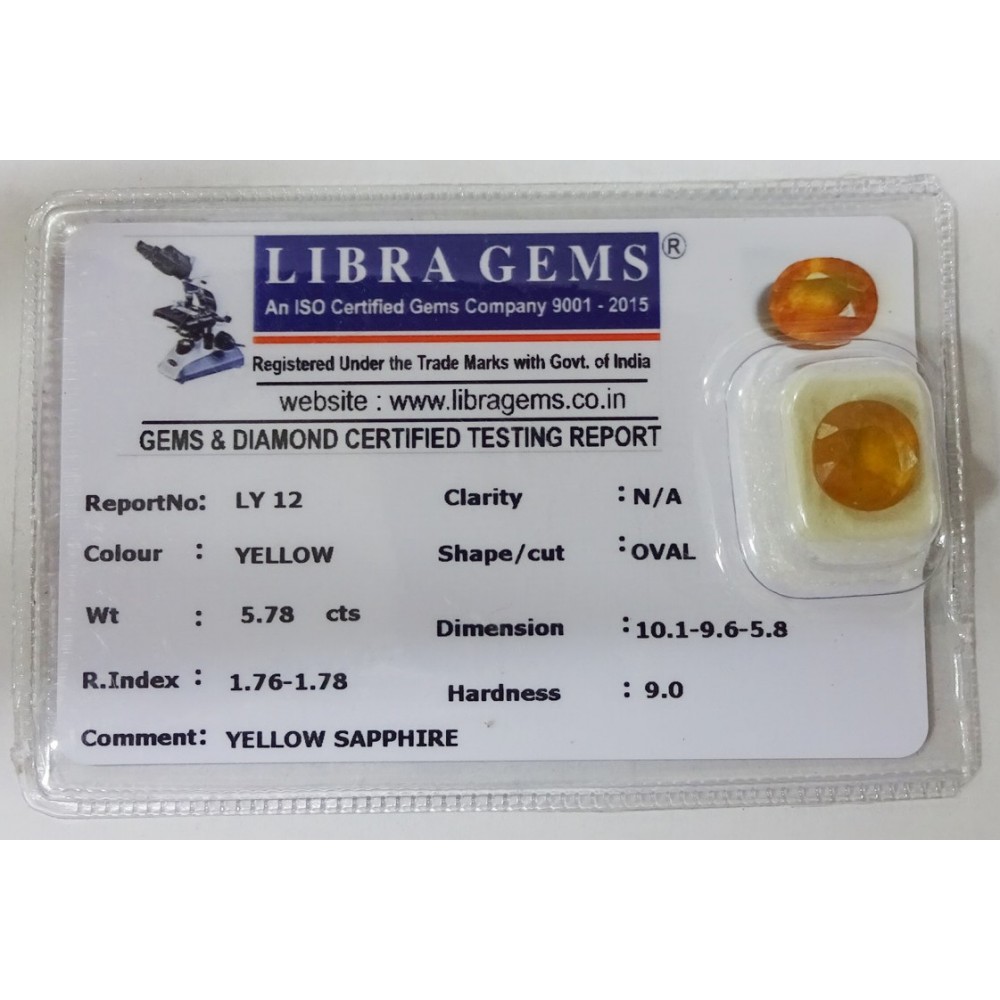 LIBRA GEMS ®
An ISO Certified Gems Company 9001 - 2015
Registered Under the Trade Marks with Govt. of India
website : www.libragems.co.in
GEMS & DIAMOND CERTIFIED TESTING REPORT
ReportNo: LY 12 Clarity : N/A
Colour : YELLOW Shape/cut : OVAL
Wt : 5.78 cts Dimension : 10.1-9.6-5.8
R.Index : 1.76-1.78 Hardness : 9.0
Comment: YELLOW SAPPHIRE